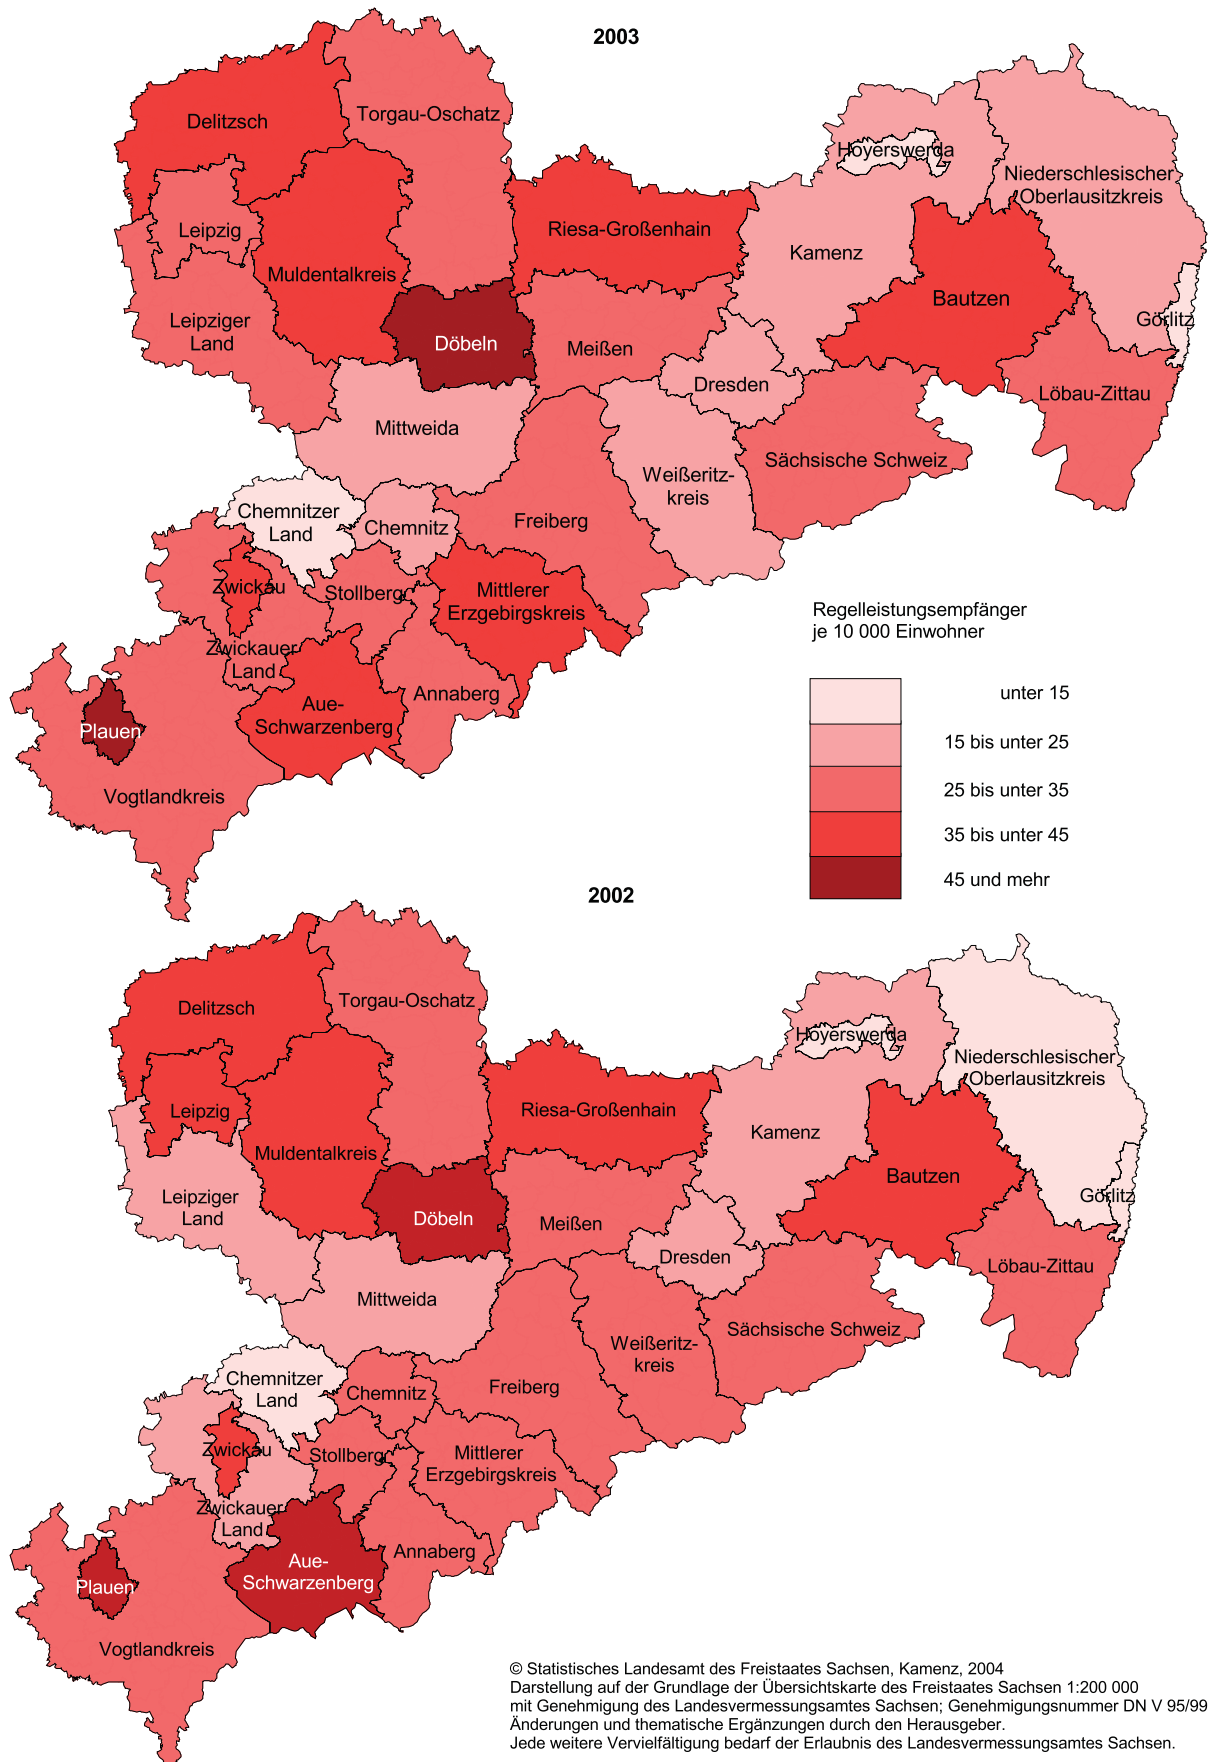 2003
Delitzsch
Torgau-Oschatz
Hoyerswerda
Niederschlesischer
Oberlausitzkreis
Leipzig
Riesa-Großenhain
Kamenz
Muldentalkreis
Bautzen
Leipziger
Land
Döbeln
Meißen
Görlitz
Dresden
Löbau-Zittau
Mittweida
Sächsische Schweiz
Weißeritz-
kreis
Chemnitzer
Land
Chemnitz
Freiberg
Zwickau
Stollberg
Mittlerer
Erzgebirgskreis
Zwickauer
Land
Annaberg
Aue-
Schwarzenberg
Plauen
Vogtlandkreis
Regelleistungsempfänger
je 10 000 Einwohner
unter 15
15 bis unter 25
25 bis unter 35
35 bis unter 45
45 und mehr
2002
Delitzsch
Torgau-Oschatz
Hoyerswerda
Niederschlesischer
Oberlausitzkreis
Leipzig
Riesa-Großenhain
Kamenz
Muldentalkreis
Bautzen
Leipziger
Land
Döbeln
Meißen
Görlitz
Dresden
Löbau-Zittau
Mittweida
Sächsische Schweiz
Weißeritz-
kreis
Chemnitzer
Land
Chemnitz
Freiberg
Zwickau
Stollberg
Mittlerer
Erzgebirgskreis
Zwickauer
Land
Annaberg
Aue-
Schwarzenberg
Plauen
Vogtlandkreis
© Statistisches Landesamt des Freistaates Sachsen, Kamenz, 2004
Darstellung auf der Grundlage der Übersichtskarte des Freistaates Sachsen 1:200 000
mit Genehmigung des Landesvermessungsamtes Sachsen; Genehmigungsnummer DN V 95/99
Änderungen und thematische Ergänzungen durch den Herausgeber.
Jede weitere Vervielfältigung bedarf der Erlaubnis des Landesvermessungsamtes Sachsen.